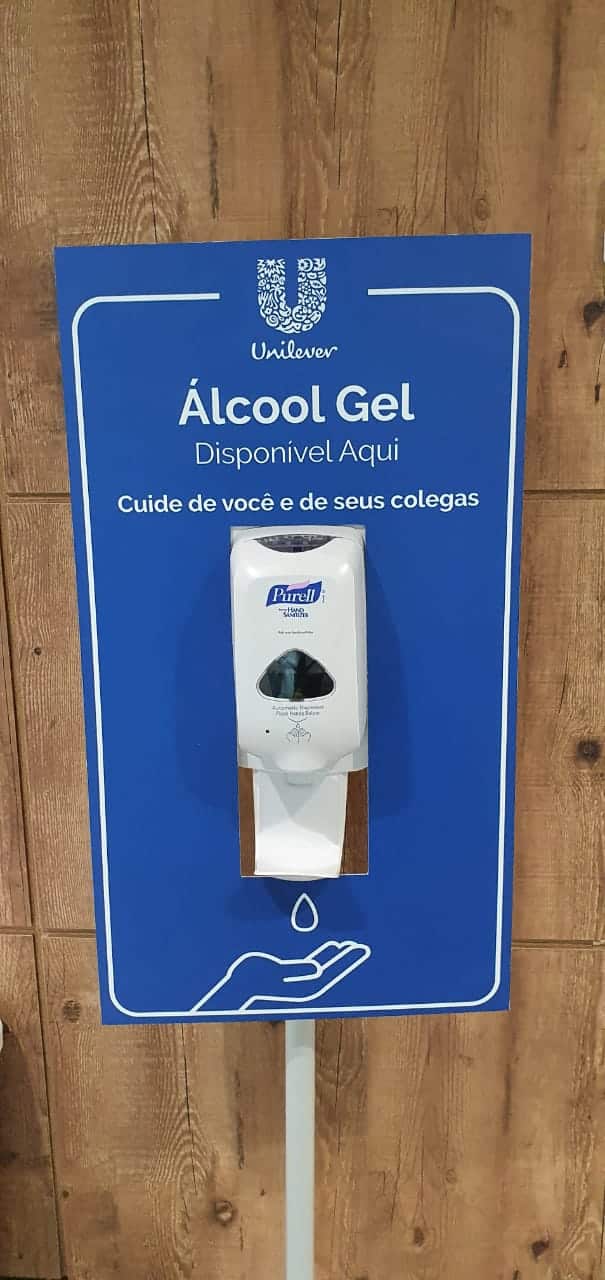 Unilever
Álcool Gel
Disponível Aqui
Cuide de você e de seus colegas
Purell
HAND
SANITIZER